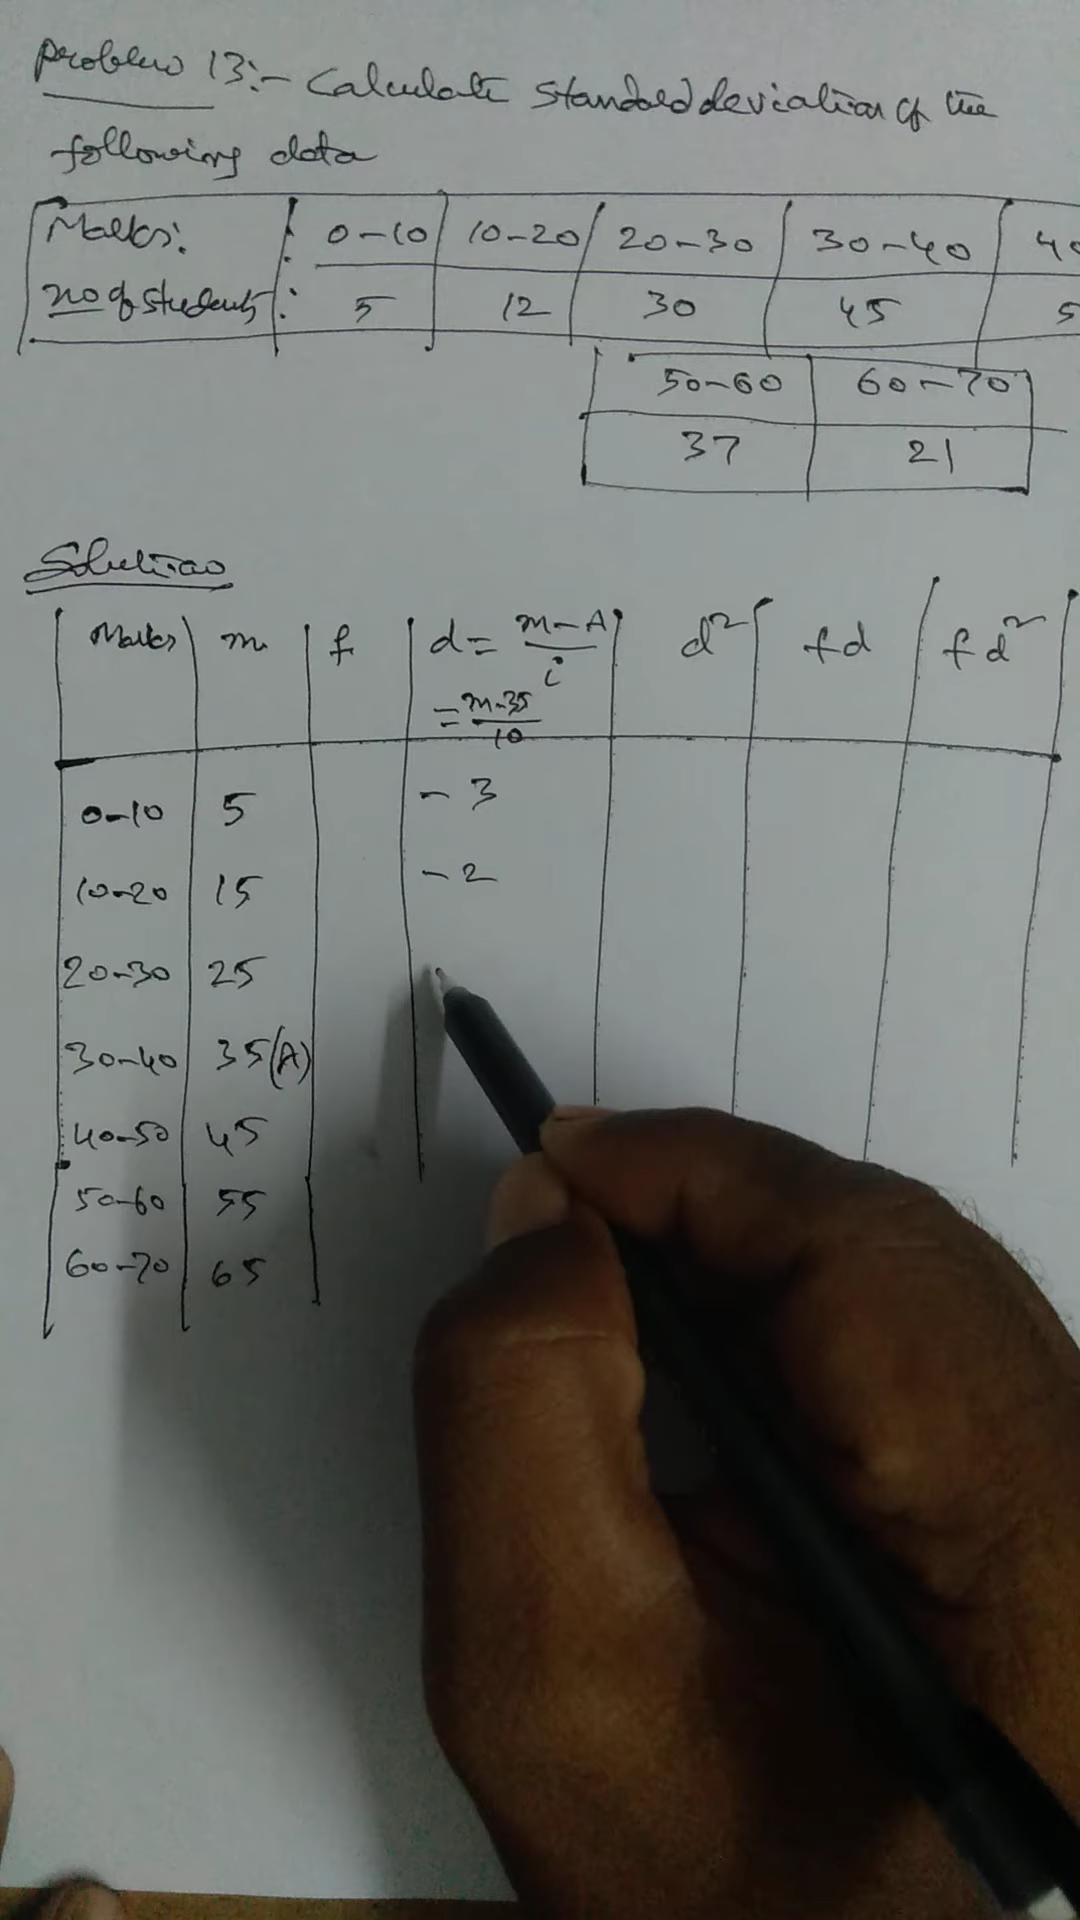 Problem 13:- Calculate Standard deviation of the
following data
Marks: : 0-10 10-20 20-30 30-40 40
no of students : 5 12 30 45 5
50-60 60-70
37 21
Solution
Marks m f d = m-A/i d² fd fd²
= m-35/10
0-10 5 -3
10-20 15 -2
20-30 25
30-40 35(A)
40-50 45
50-60 55
60-70 65